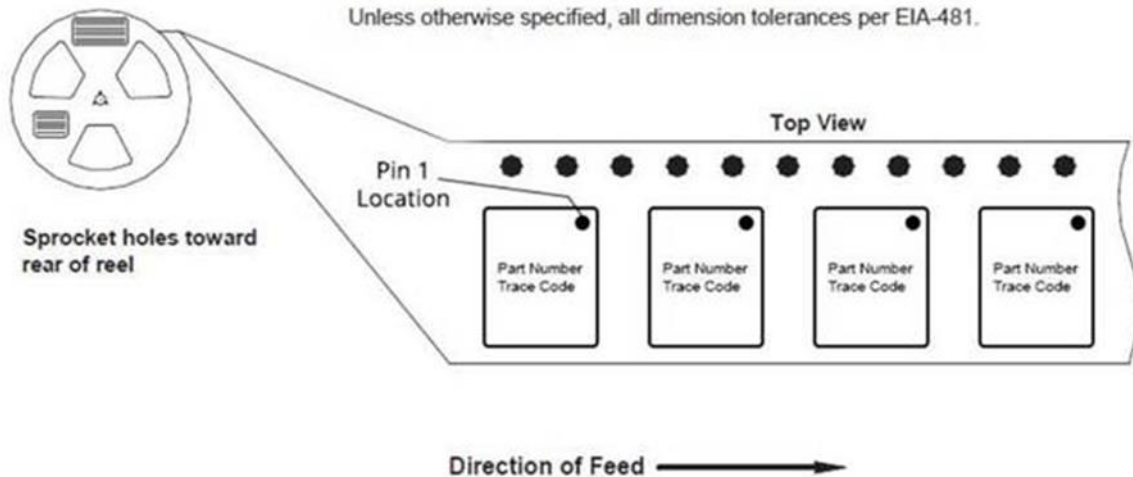 Unless otherwise specified, all dimension tolerances per EIA-481.
Top View
Pin 1
Location
Sprocket holes toward
rear of reel
Part Number
Trace Code
Part Number
Trace Code
Part Number
Trace Code
Part Number
Trace Code
Direction of Feed